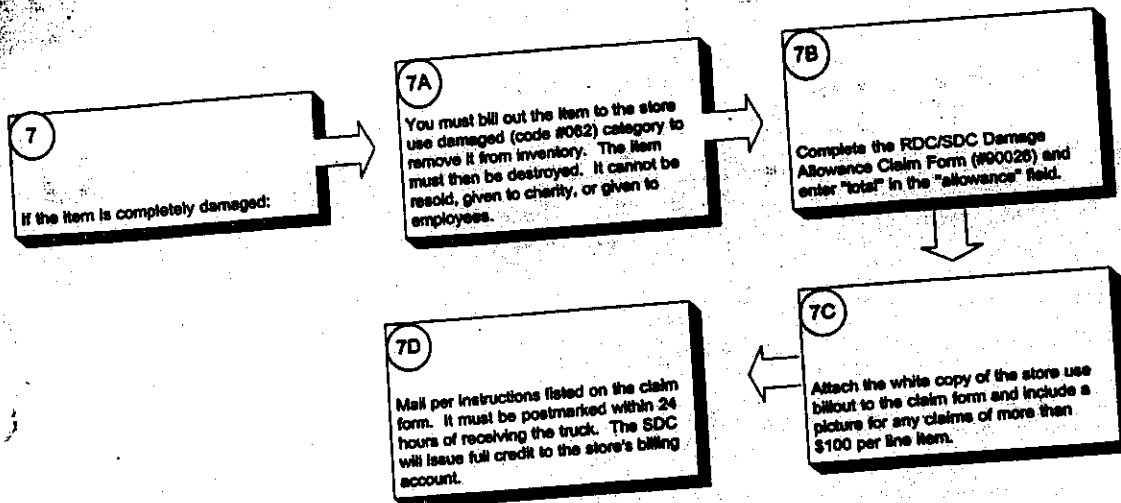 7
If the item is completely damaged:
7A
You must bill out the item to the store
use damaged (code #062) category to
remove it from inventory. The item
must then be destroyed. It cannot be
resold, given to charity, or given to
employees.
7B
Complete the RDC/SDC Damage
Allowance Claim Form (#90026) and
enter "total" in the "allowance" field.
7C
Attach the white copy of the store use
billout to the claim form and include a
picture for any claims of more than
$100 per line item.
7D
Mail per instructions listed on the claim
form. It must be postmarked within 24
hours of receiving the truck. The SDC
will issue full credit to the store's billing
account.